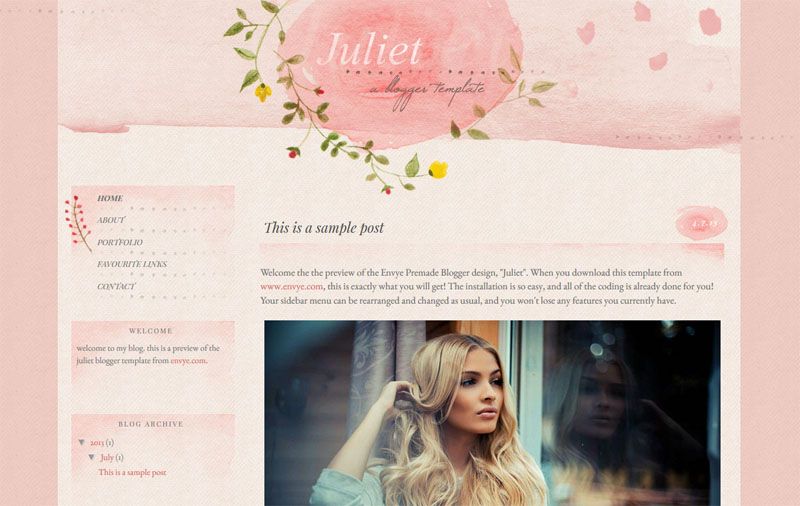 Juliet
a blogger template
HOME
ABOUT
PORTFOLIO
FAVOURITE LINKS
CONTACT
WELCOME
welcome to my blog. this is a preview of the
juliet blogger template from envye.com.
BLOG ARCHIVE
▼ 2013 (1)
▼ July (1)
This is a sample post
This is a sample post
Welcome the the preview of the Envye Premade Blogger design, "Juliet". When you download this template from
www.envye.com, this is exactly what you will get! The installation is so easy, and all of the coding is already done for you!
Your sidebar menu can be rearranged and changed as usual, and you won't lose any features you currently have.